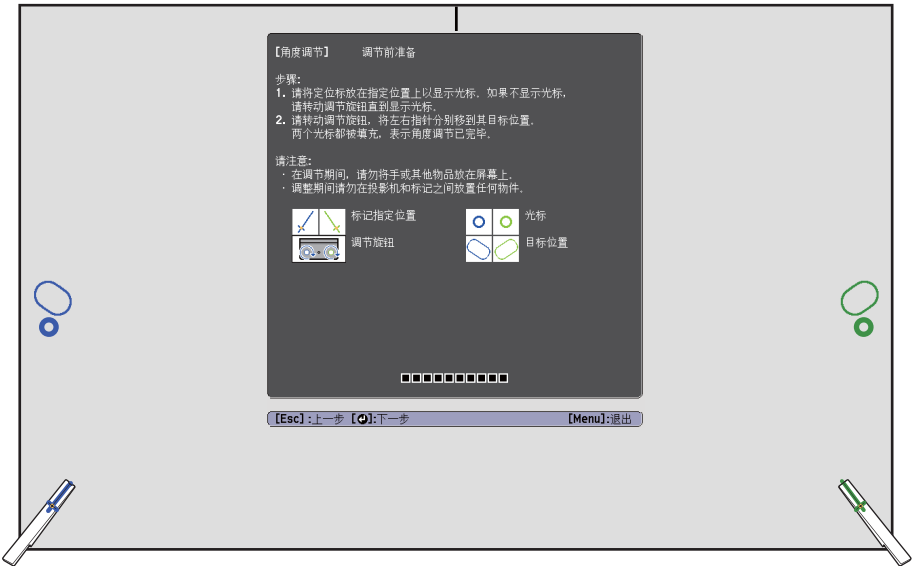 【角度调节】 调节前准备
步骤:
1. 请将定位标放在指定位置上以显示光标. 如果不显示光标,
请转动调节旋钮直到显示光标.
2. 请转动调节旋钮, 将左右指针分别移到其目标位置.
两个光标都被填充, 表示角度调节已完毕.
请注意:
· 在调节期间, 请勿将手或其他物品放在屏幕上.
· 调整期间请勿在投影机和标记之间放置任何物件.
标记指定位置 光标
调节旋钮 目标位置
[Esc] :上一步 [↵]:下一步 [Menu]:退出